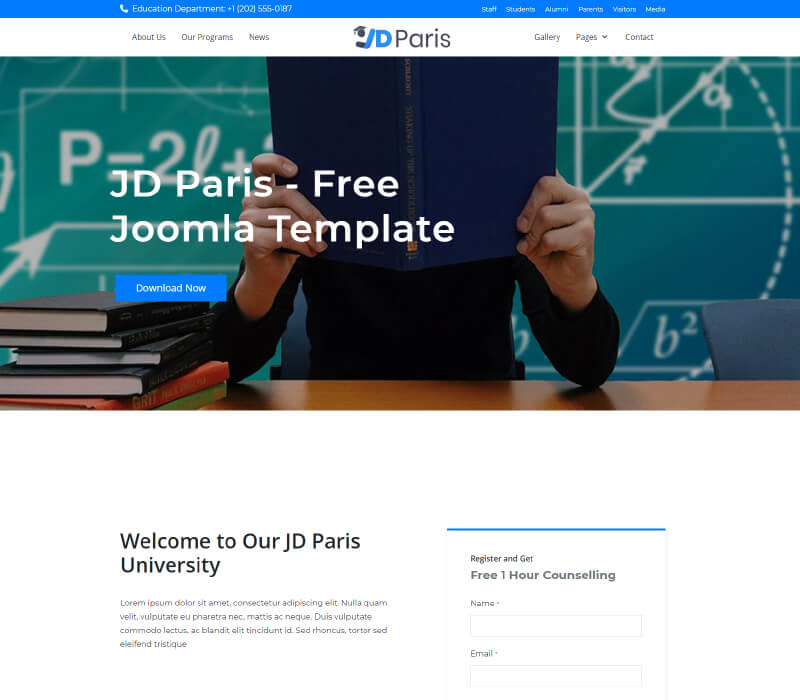 Education Department: +1 (202) 555-0187
Staff Students Alumni Parents Visitors Media
About Us Our Programs News
JD Paris
Gallery Pages Contact
P=2ℓ+
JD Paris - Free
Joomla Template
Download Now
b
b²
GRIT
Welcome to Our JD Paris
University
Lorem ipsum dolor sit amet, consectetur adipiscing elit. Nulla quam
velit, vulputate eu pharetra nec, mattis ac neque. Duis vulputate
commodo lectus, ac blandit elit tincidunt id. Sed rhoncus, tortor sed
eleifend tristique
Register and Get
Free 1 Hour Counselling
Name *
Email *